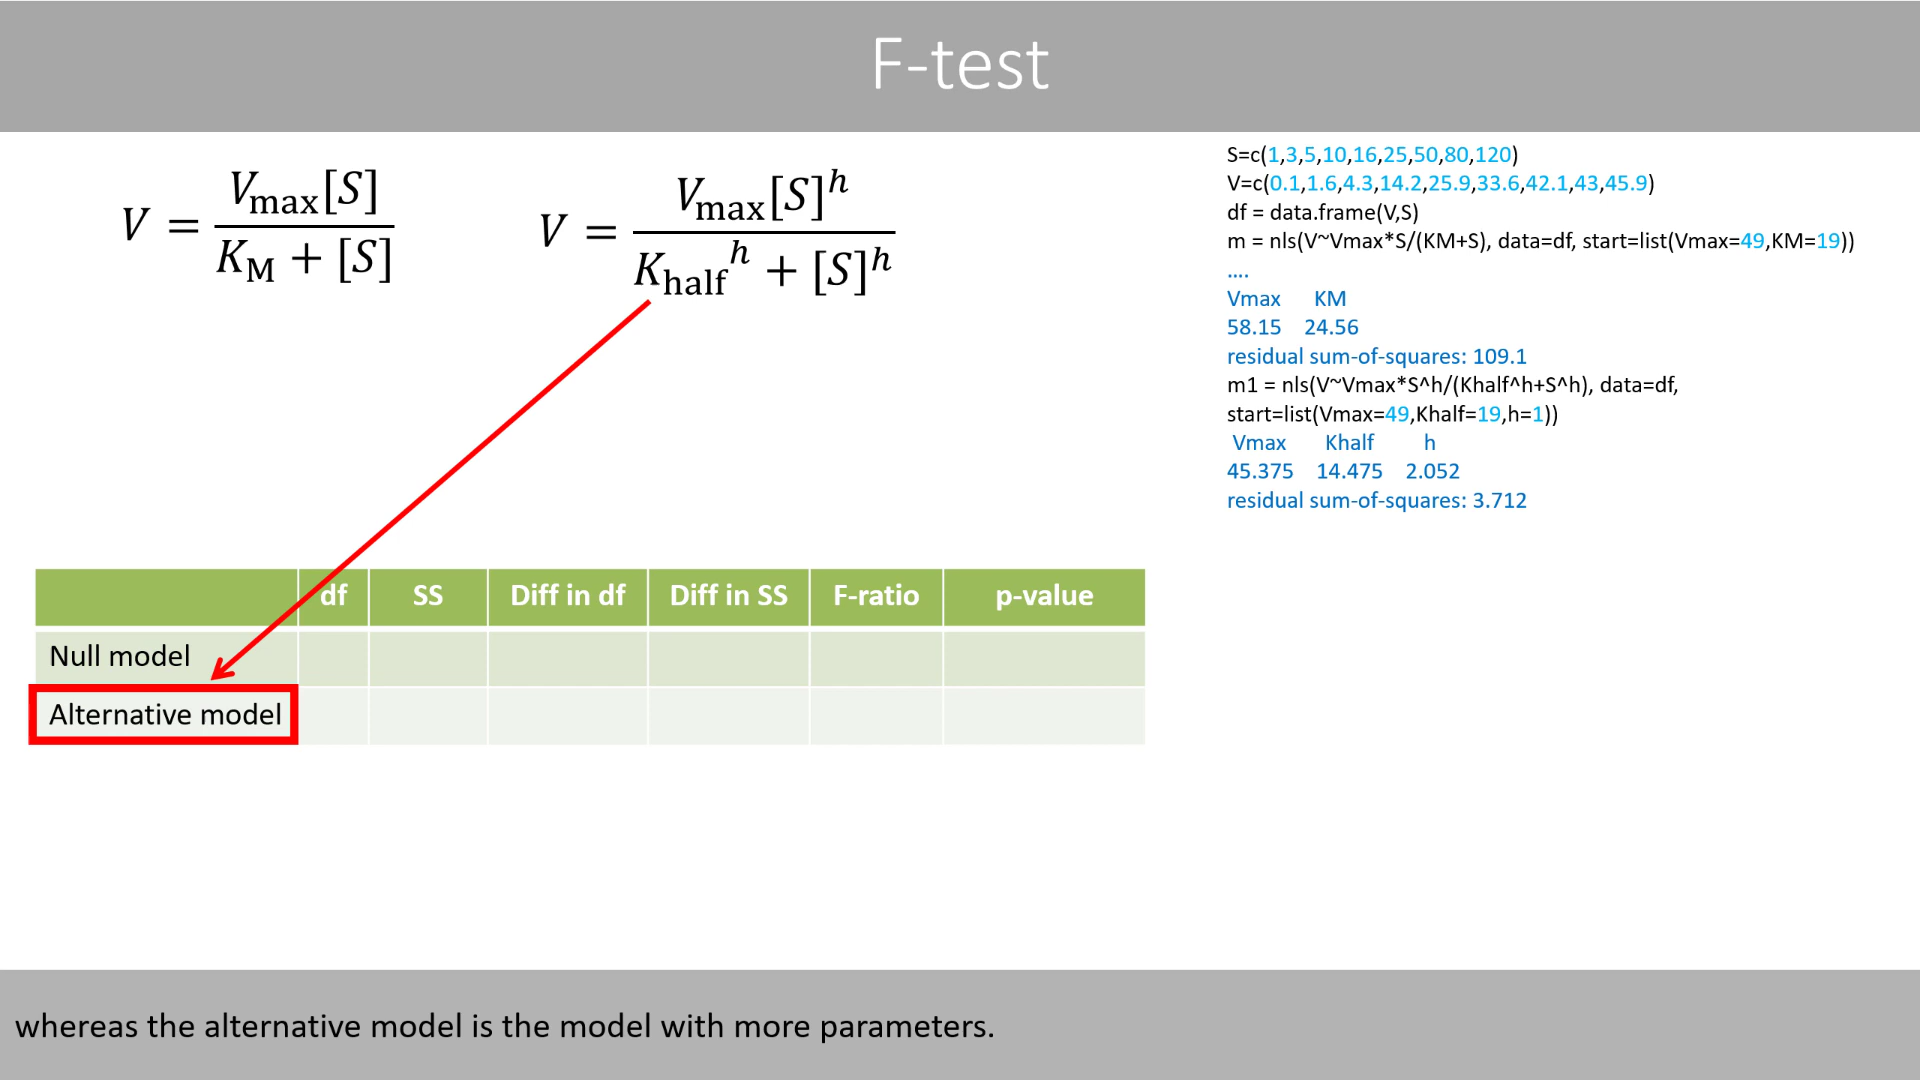 F-test
V = Vmax[S] / (KM + [S])
V = Vmax[S]^h / (Khalf^h + [S]^h)
S=c(1,3,5,10,16,25,50,80,120)
V=c(0.1,1.6,4.3,14.2,25.9,33.6,42.1,43,45.9)
df = data.frame(V,S)
m = nls(V~Vmax*S/(KM+S), data=df, start=list(Vmax=49,KM=19))
....
Vmax KM
58.15 24.56
residual sum-of-squares: 109.1
m1 = nls(V~Vmax*S^h/(Khalf^h+S^h), data=df,
start=list(Vmax=49,Khalf=19,h=1))
Vmax Khalf h
45.375 14.475 2.052
residual sum-of-squares: 3.712
df SS Diff in df Diff in SS F-ratio p-value
Null model
Alternative model
whereas the alternative model is the model with more parameters.